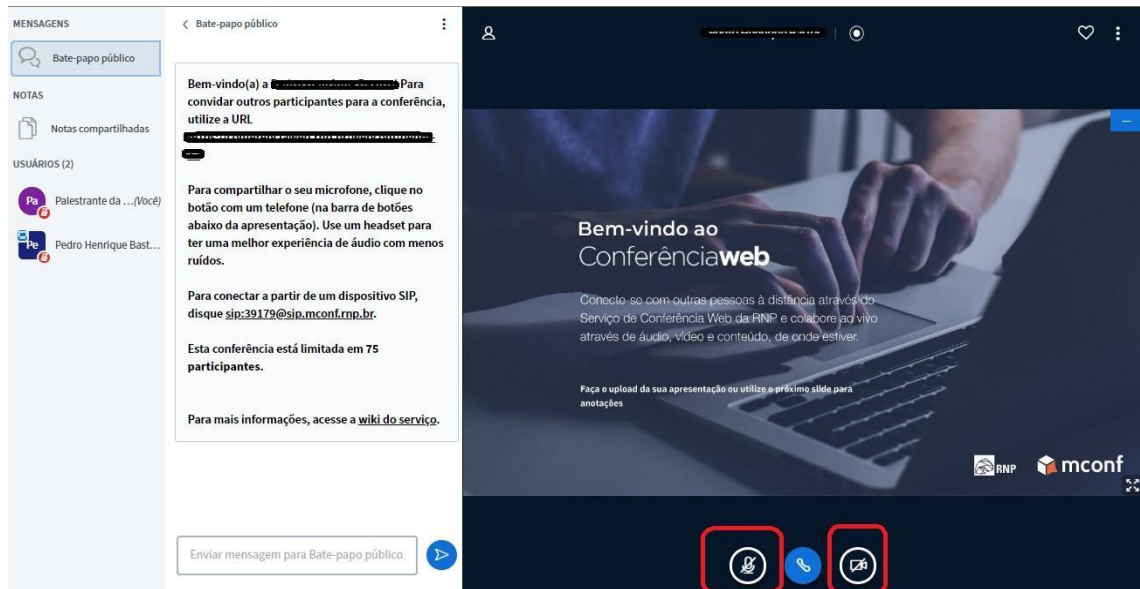 MENSAGENS
Bate-papo público
NOTAS
Notas compartilhadas
USUÁRIOS (2)
Pa
Palestrante da ...(Você)
Pe
Pedro Henrique Bast...
Bate-papo público
Bem-vindo(a) a
Para
convidar outros participantes para a conferência,
utilize a URL
Para compartilhar o seu microfone, clique no
botão com um telefone (na barra de botões
abaixo da apresentação). Use um headset para
ter uma melhor experiência de áudio com menos
ruídos.
Para conectar a partir de um dispositivo SIP,
disque sip:39179@sip.mconf.rnp.br.
Esta conferência está limitada em 75
participantes.
Para mais informações, acesse a wiki do serviço.
Enviar mensagem para Bate-papo público
Bem-vindo ao
Conferênciaweb
Conecte-se com outras pessoas à distância através do
Serviço de Conferência Web da RNP e colabore ao vivo
através de áudio, vídeo e conteúdo, de onde estiver.
Faça o upload da sua apresentação ou utilize o próximo slide para
anotações
RNP
mconf